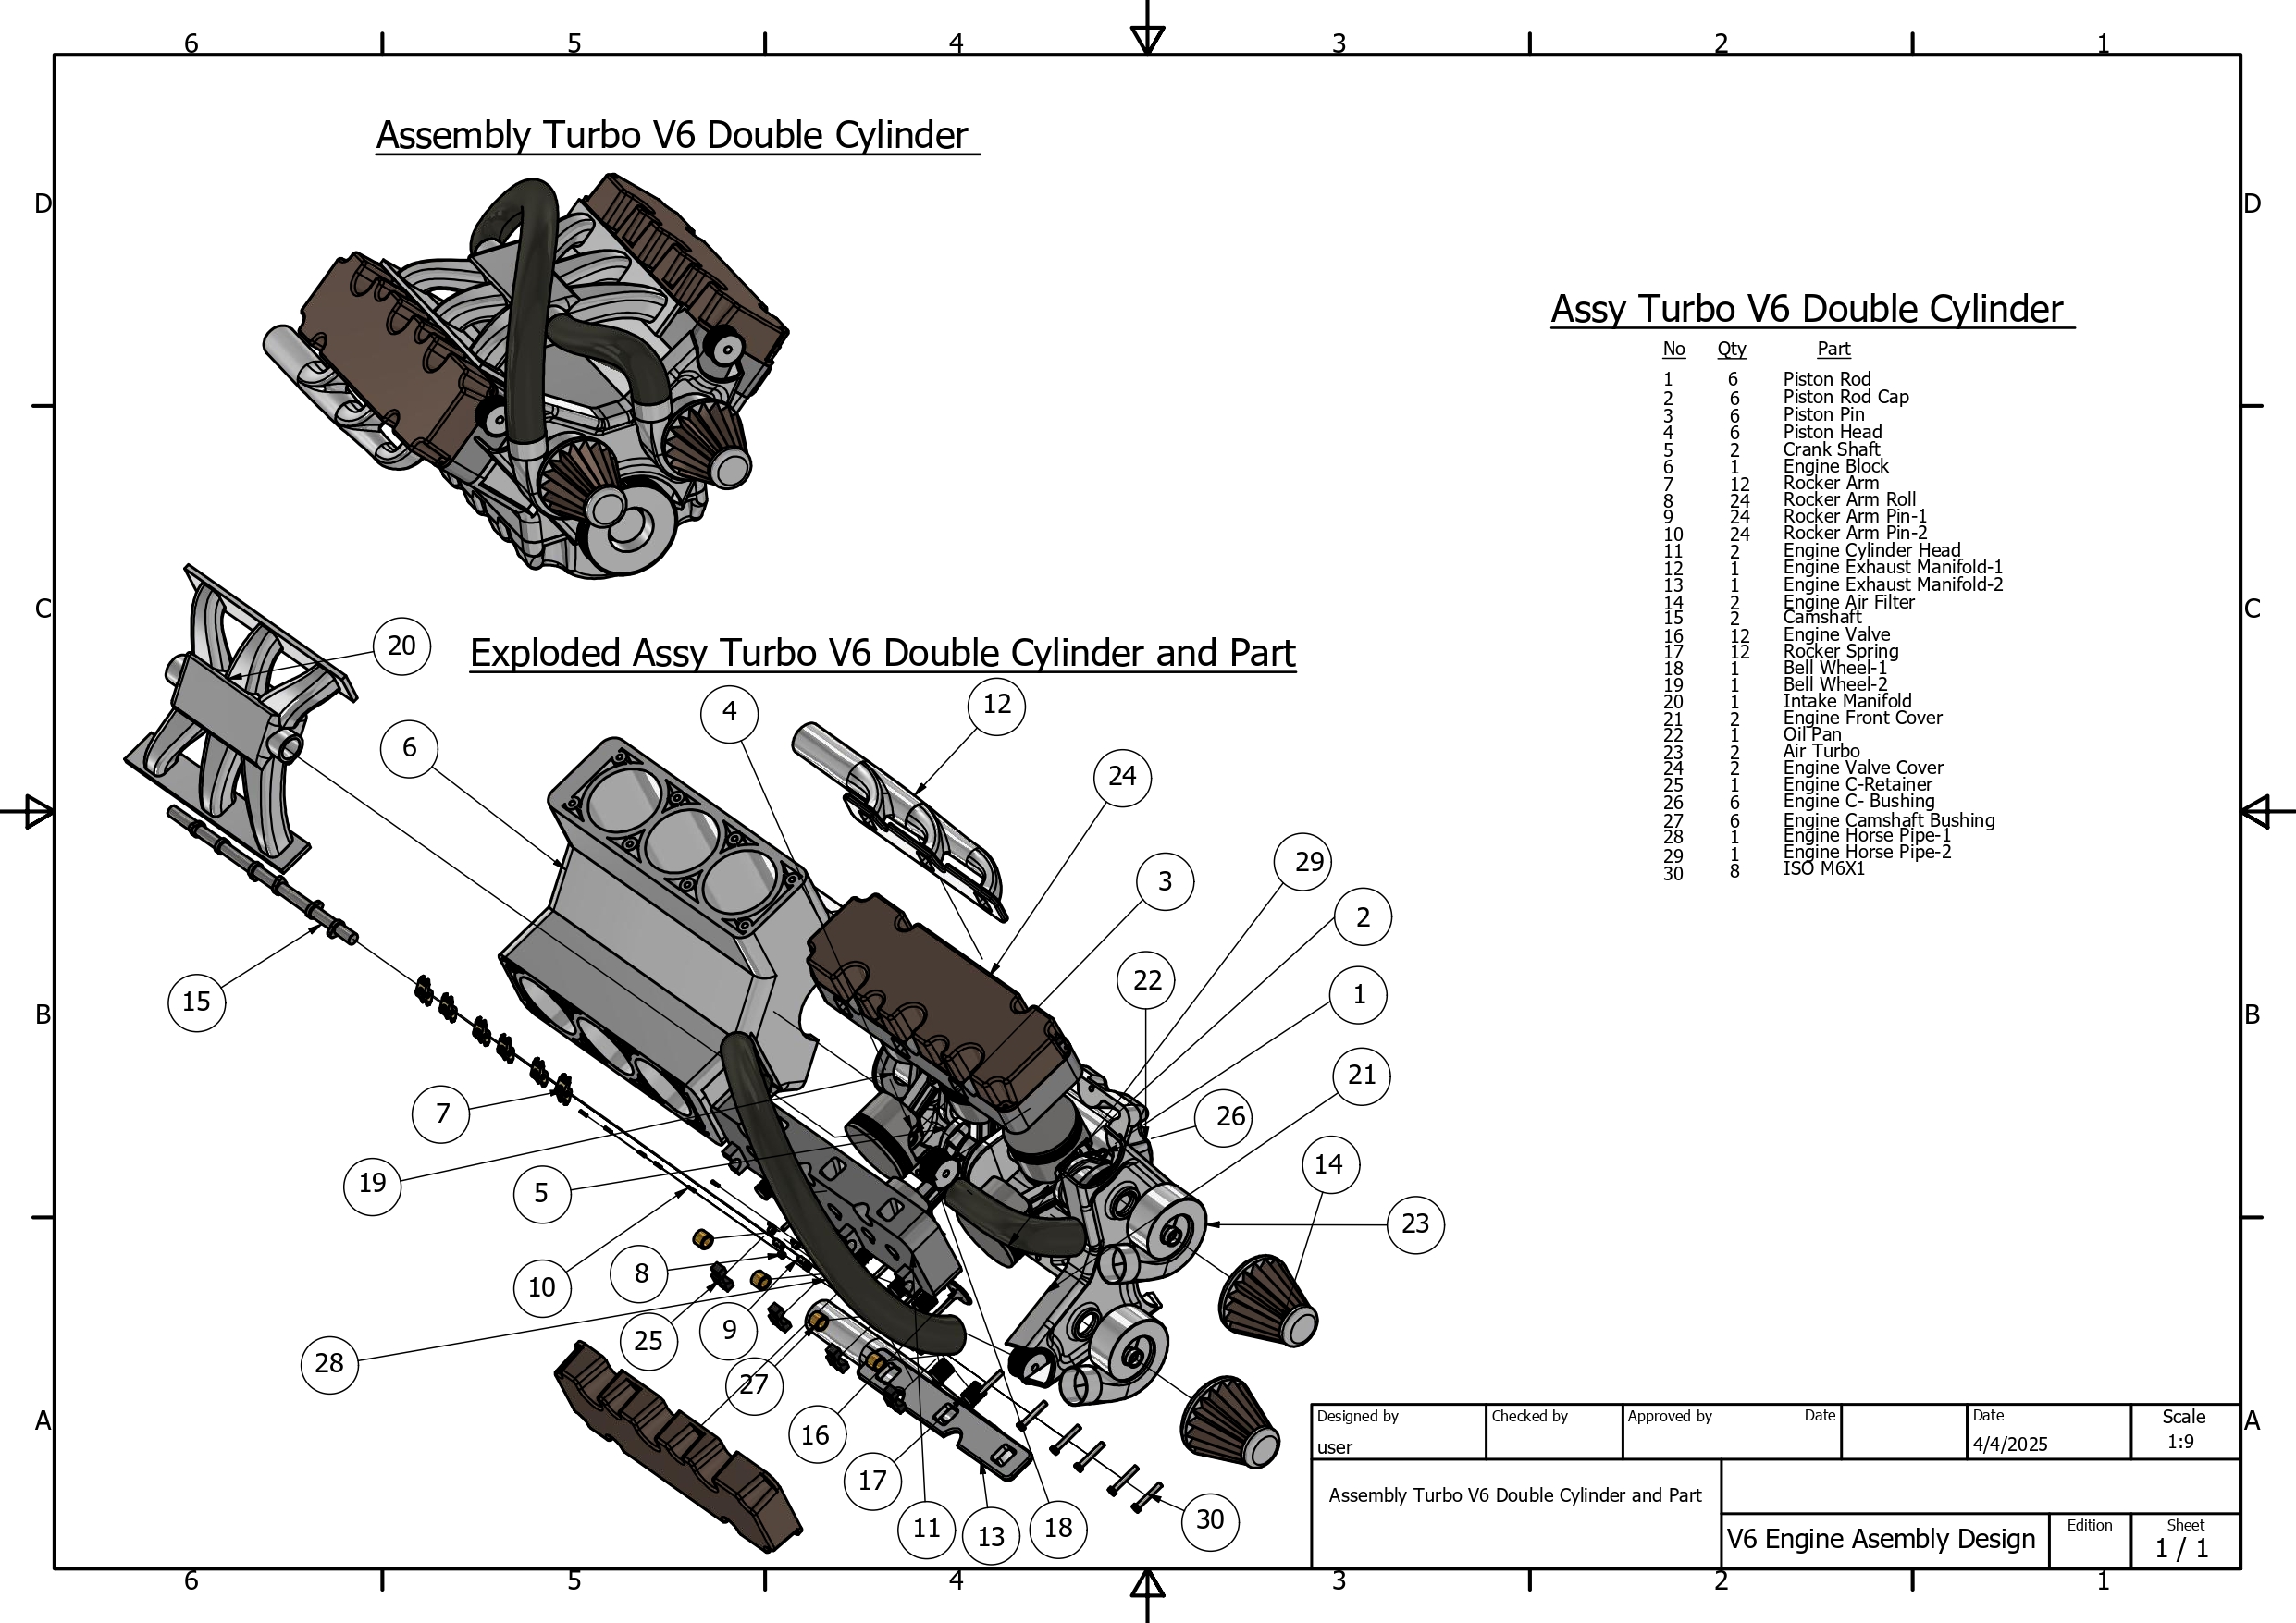 6 5 4 3 2 1
Assembly Turbo V6 Double Cylinder
D D
Assy Turbo V6 Double Cylinder
No Qty Part
1 6 Piston Rod
2 6 Piston Rod Cap
3 6 Piston Pin
4 6 Piston Head
5 2 Crank Shaft
6 1 Engine Block
7 12 Rocker Arm
8 24 Rocker Arm Roll
9 24 Rocker Arm Pin-1
10 24 Rocker Arm Pin-2
11 2 Engine Cylinder Head
12 1 Engine Exhaust Manifold-1
13 1 Engine Exhaust Manifold-2
14 2 Engine Air Filter
15 2 Camshaft
16 12 Engine Valve
17 12 Rocker Spring
18 1 Bell Wheel-1
19 1 Bell Wheel-2
20 1 Intake Manifold
21 2 Engine Front Cover
22 1 Oil Pan
23 2 Air Turbo
24 2 Engine Valve Cover
25 1 Engine C-Retainer
26 6 Engine C- Bushing
27 6 Engine Camshaft Bushing
28 1 Engine Horse Pipe-1
29 1 Engine Horse Pipe-2
30 8 ISO M6X1
C C
Exploded Assy Turbo V6 Double Cylinder and Part
20
12
4
6
24
29
3
2
22
1
15
B B
21
7
26
14
19
5
23
10
8
9
25
28
27
16
17
11
13
18
30
A A
Designed by Checked by Approved by Date Date Scale
user 4/4/2025 1:9
Assembly Turbo V6 Double Cylinder and Part
V6 Engine Asembly Design Edition Sheet
1 / 1
6 5 4 3 2 1